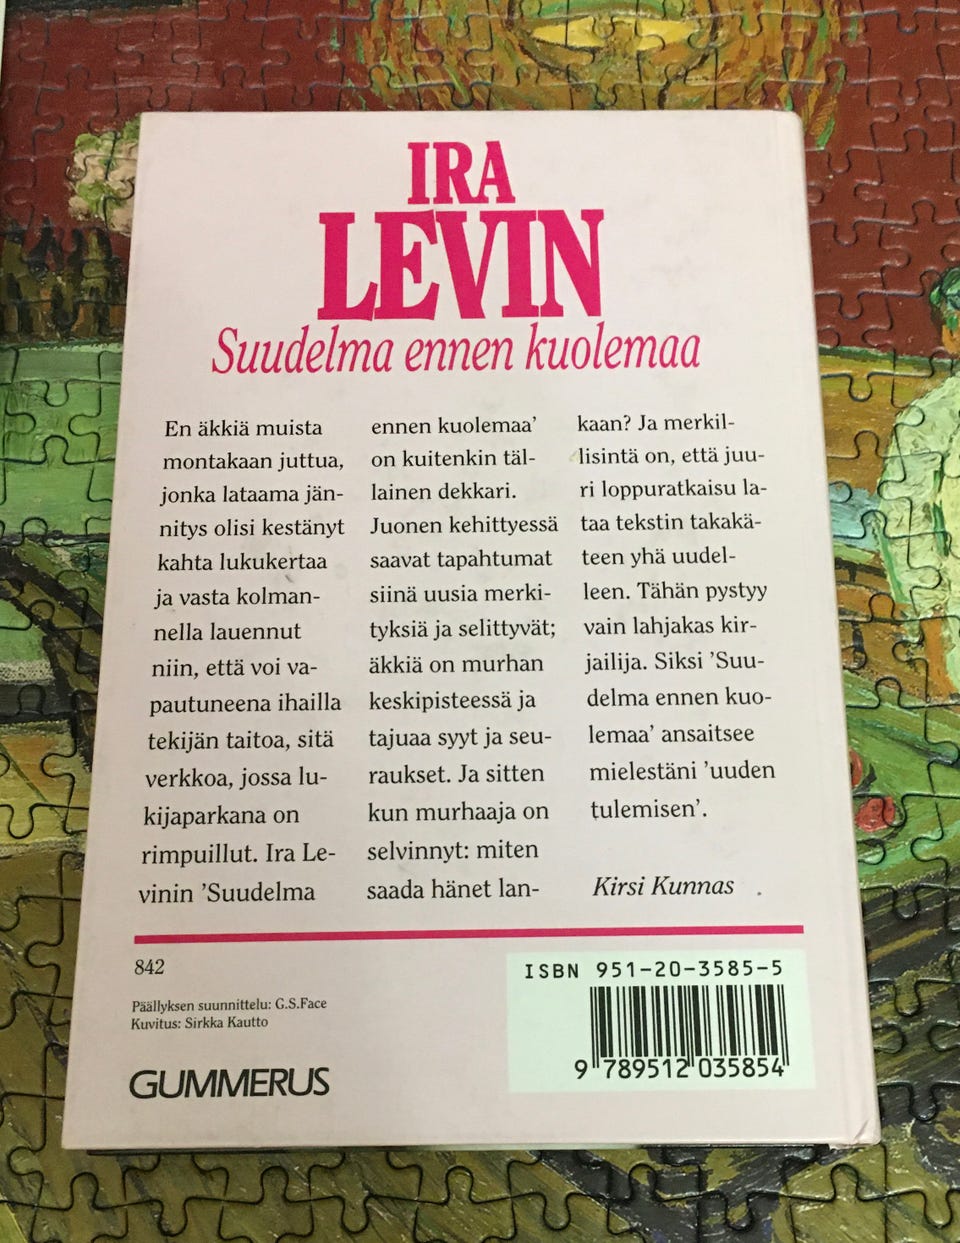 IRA
LEVIN
Suudelma ennen kuolemaa
En äkkiä muista
montakaan juttua,
jonka lataama jän-
nitys olisi kestänyt
kahta lukukertaa
ja vasta kolman-
nella lauennut
niin, että voi va-
pautuneena ihailla
tekijän taitoa, sitä
verkkoa, jossa lu-
kijaparkana on
rimpuillut. Ira Le-
vinin ’Suudelma
ennen kuolemaa’
on kuitenkin täl-
lainen dekkari.
Juonen kehittyessä
saavat tapahtumat
siinä uusia merki-
tyksiä ja selittyvät;
äkkiä on murhan
keskipisteessä ja
tajuaa syyt ja seu-
raukset. Ja sitten
kun murhaaja on
selvinnyt: miten
saada hänet lan-
kaan? Ja merkil-
lisintä on, että juu-
ri loppuratkaisu la-
taa tekstin takakä-
teen yhä uudel-
leen. Tähän pystyy
vain lahjakas kir-
jailija. Siksi ’Suu-
delma ennen kuo-
lemaa’ ansaitsee
mielestäni ’uuden
tulemisen’.
Kirsi Kunnas
842
Päällyksen suunnittelu: G.S.Face
Kuvitus: Sirkka Kautto
GUMMERUS
ISBN 951-20-3585-5
9 789512 035854